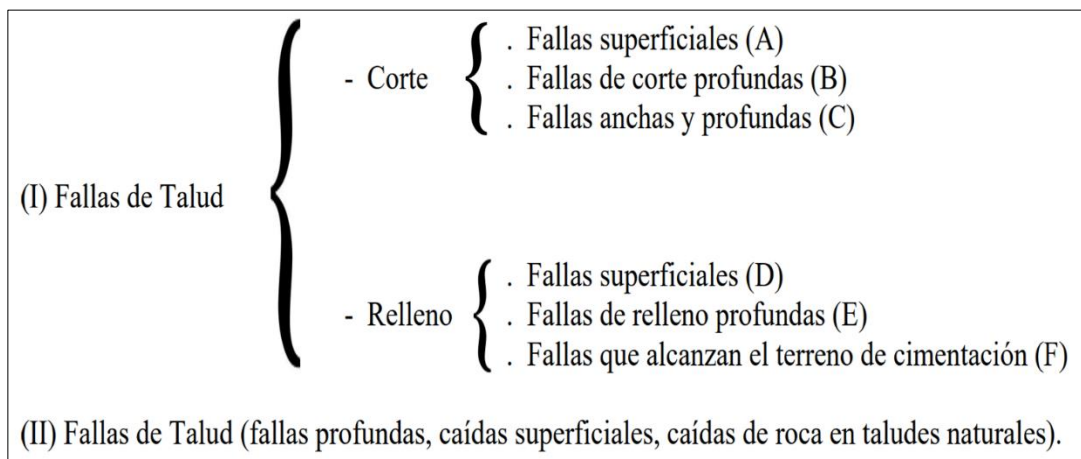 (I) Fallas de Talud
- Corte
. Fallas superficiales (A)
. Fallas de corte profundas (B)
. Fallas anchas y profundas (C)
- Relleno
. Fallas superficiales (D)
. Fallas de relleno profundas (E)
. Fallas que alcanzan el terreno de cimentación (F)
(II) Fallas de Talud (fallas profundas, caídas superficiales, caídas de roca en taludes naturales).